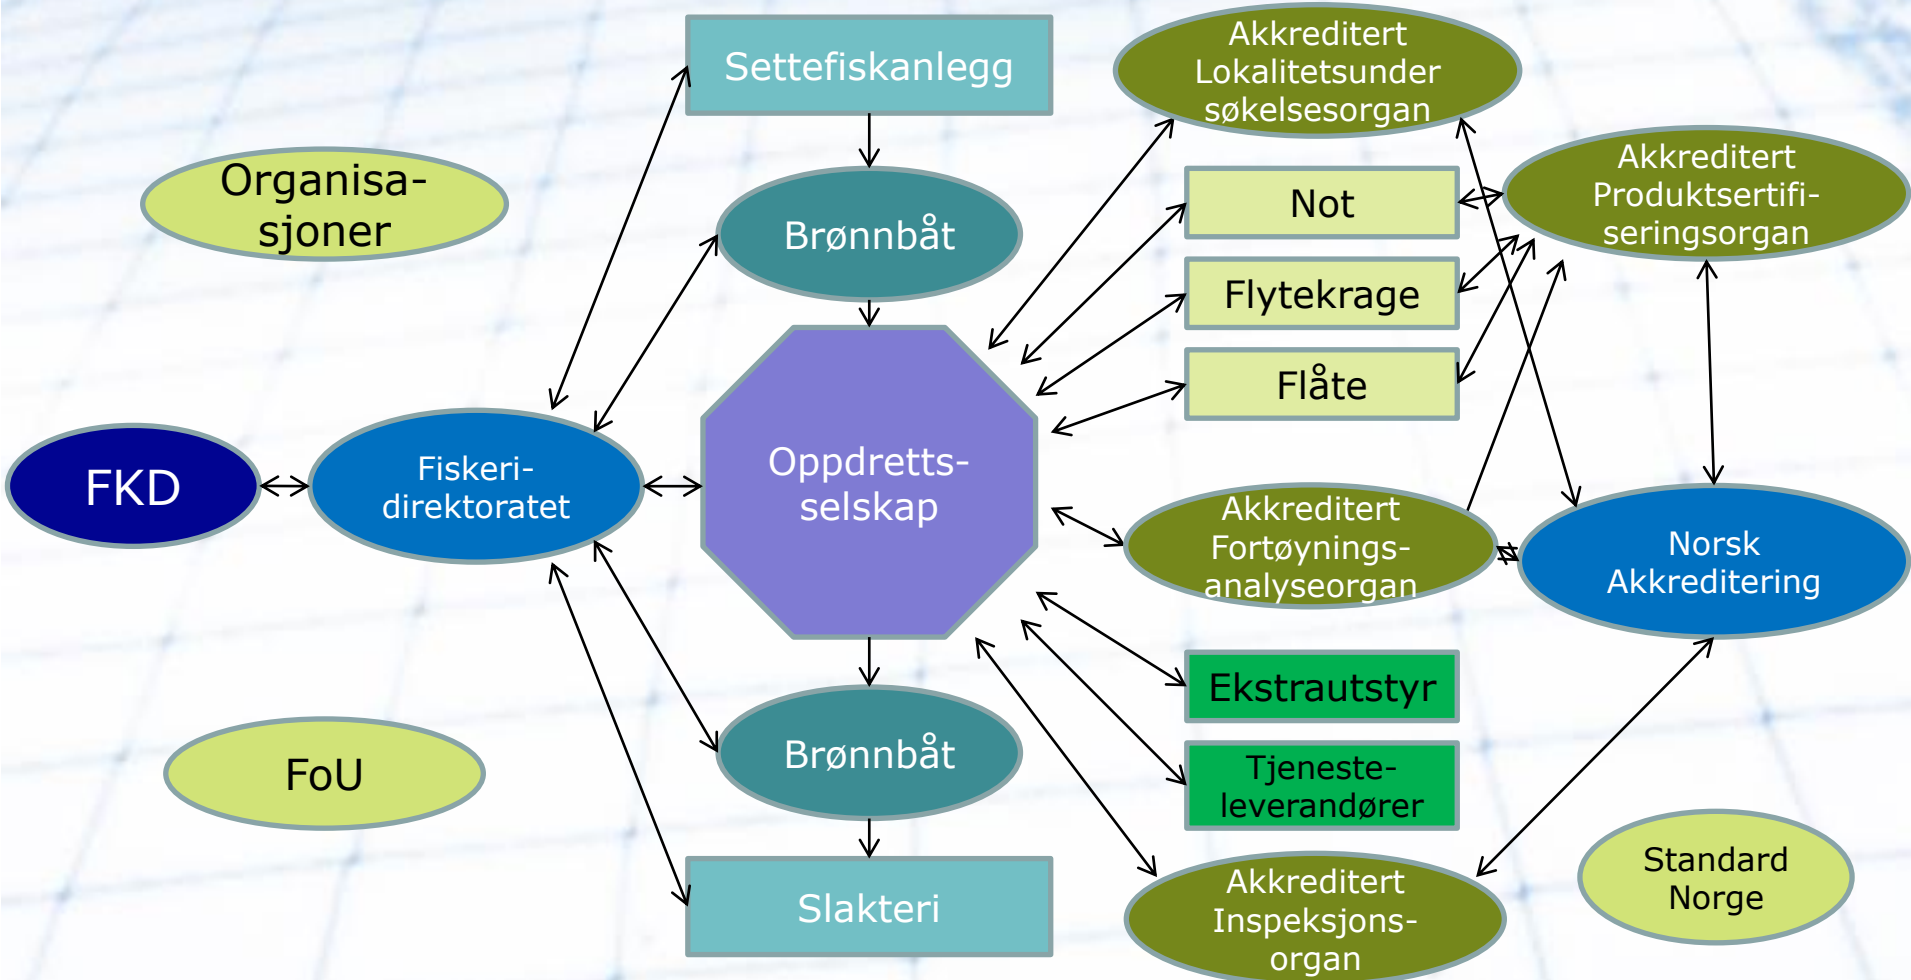 Settefiskanlegg
Akkreditert
Lokalitetsunder
søkelsesorgan
Organisa-
sjoner
Brønnbåt
Not
Akkreditert
Produktsertifi-
seringsorgan
Flytekrage
Flåte
FKD
Fiskeri-
direktoratet
Oppdretts-
selskap
Akkreditert
Fortøynings-
analyseorgan
Norsk
Akkreditering
Ekstrautstyr
FoU
Brønnbåt
Tjeneste-
leverandører
Slakteri
Akkreditert
Inspeksjons-
organ
Standard
Norge